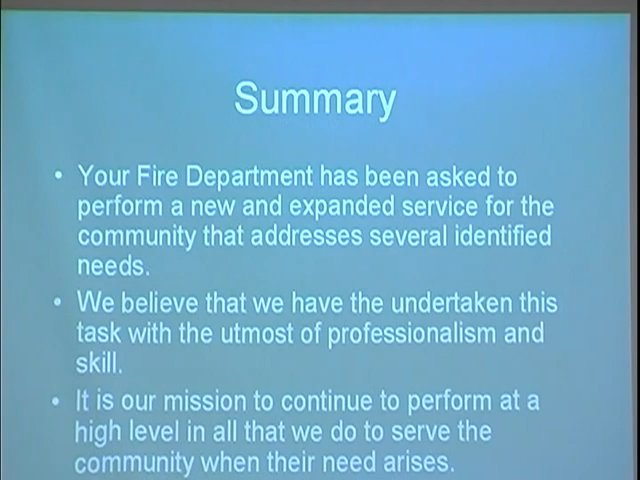 Summary
• Your Fire Department has been asked to
perform a new and expanded service for the
community that addresses several identified
needs.
• We believe that we have the undertaken this
task with the utmost of professionalism and
skill.
• It is our mission to continue to perform at a
high level in all that we do to serve the
community when their need arises.